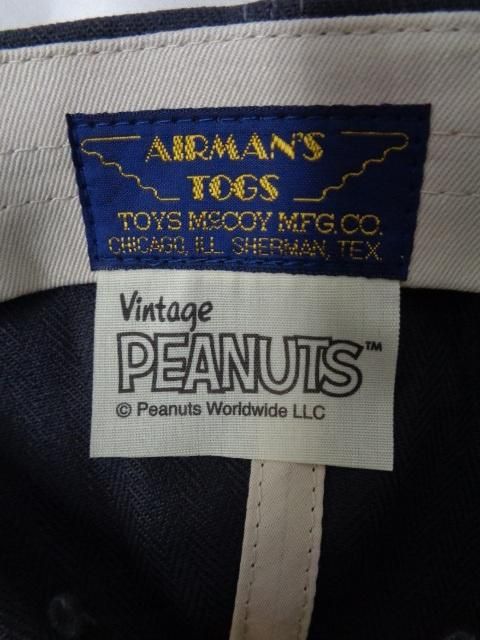 AIRMAN'S
TOGS
TOYS McCOY MFG.CO.
CHICAGO, ILL. SHERMAN, TEX.
Vintage
PEANUTS™
© Peanuts Worldwide LLC